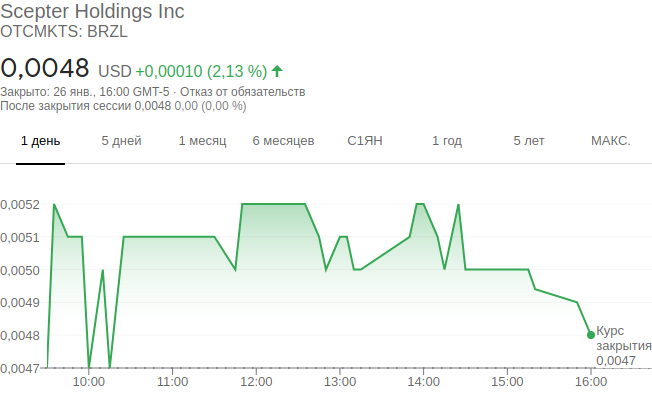 Scepter Holdings Inc
OTCMKTS: BRZL
0,0048 USD +0,00010 (2,13 %)
Закрыто: 26 янв., 16:00 GMT-5 · Отказ от обязательств
После закрытия сессии 0,0048 0,00 (0,00 %)
1 день 5 дней 1 месяц 6 месяцев С1ЯН 1 год 5 лет МАКС.
0,0052
0,0051
0,0050
0,0049
0,0048
0,0047
Курс
закрытия
0,0047
10:00 11:00 12:00 13:00 14:00 15:00 16:00